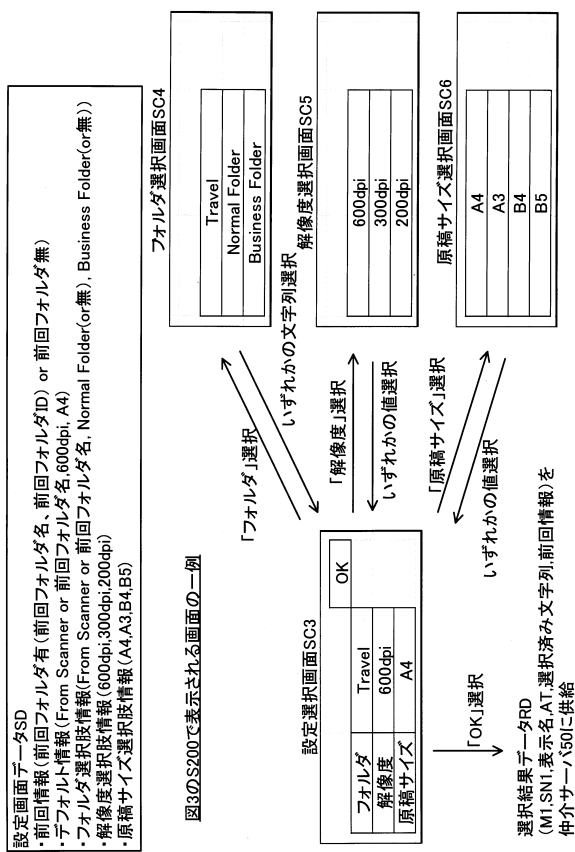 設定画面データSD
・前回情報(前回フォルダ有(前回フォルダ名、前回フォルダID) or 前回フォルダ無)
・デフォルト情報(From Scanner or 前回フォルダ名,600dpi, A4)
・フォルダ選択肢情報(From Scanner or 前回フォルダ名, Normal Folder(or無), Business Folder(or無))
・解像度選択肢情報(600dpi,300dpi,200dpi)
・原稿サイズ選択肢情報(A4,A3,B4,B5)
図3のS200で表示される画面の一例
設定選択画面SC3
OK
フォルダ Travel
解像度 600dpi
原稿サイズ A4
「フォルダ」選択
いずれかの文字列選択
「解像度」選択
いずれかの値選択
「原稿サイズ」選択
いずれかの値選択
フォルダ選択画面SC4
Travel
Normal Folder
Business Folder
解像度選択画面SC5
600dpi
300dpi
200dpi
原稿サイズ選択画面SC6
A4
A3
B4
B5
「OK」選択
選択結果データRD
(M1,SN1,表示名,AT,選択済み文字列,前回情報)を
仲介サーバ50に供給